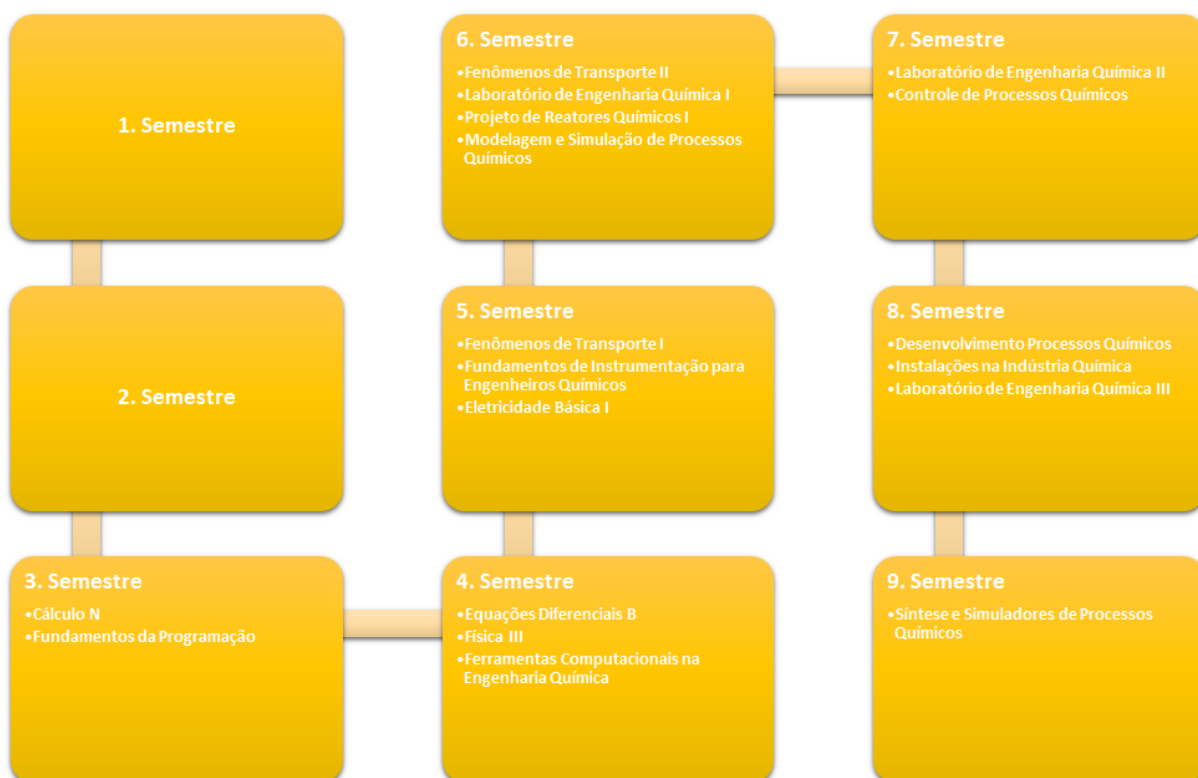 1. Semestre
2. Semestre
3. Semestre
•Cálculo N
•Fundamentos da Programação
4. Semestre
•Equações Diferenciais B
•Física III
•Ferramentas Computacionais na
Engenharia Química
5. Semestre
•Fenômenos de Transporte I
•Fundamentos de Instrumentação para
Engenheiros Químicos
•Eletricidade Básica I
6. Semestre
•Fenômenos de Transporte II
•Laboratório de Engenharia Química I
•Projeto de Reatores Químicos I
•Modelagem e Simulação de Processos
Químicos
7. Semestre
•Laboratório de Engenharia Química II
•Controle de Processos Químicos
8. Semestre
•Desenvolvimento Processos Químicos
•Instalações na Indústria Química
•Laboratório de Engenharia Química III
9. Semestre
•Síntese e Simuladores de Processos
Químicos